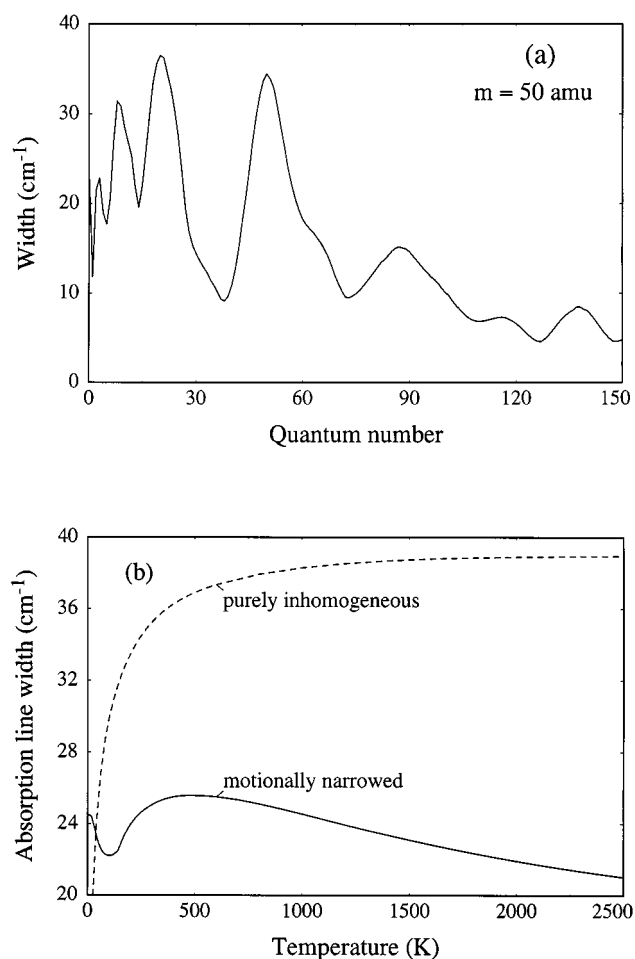 40
(a)
m = 50 amu
30
20
10
0
0 30 60 90 120 150
Width (cm⁻¹)
Quantum number
40
(b)
36
purely inhomogeneous
32
28
motionally narrowed
24
20
0 500 1000 1500 2000 2500
Absorption line width (cm⁻¹)
Temperature (K)